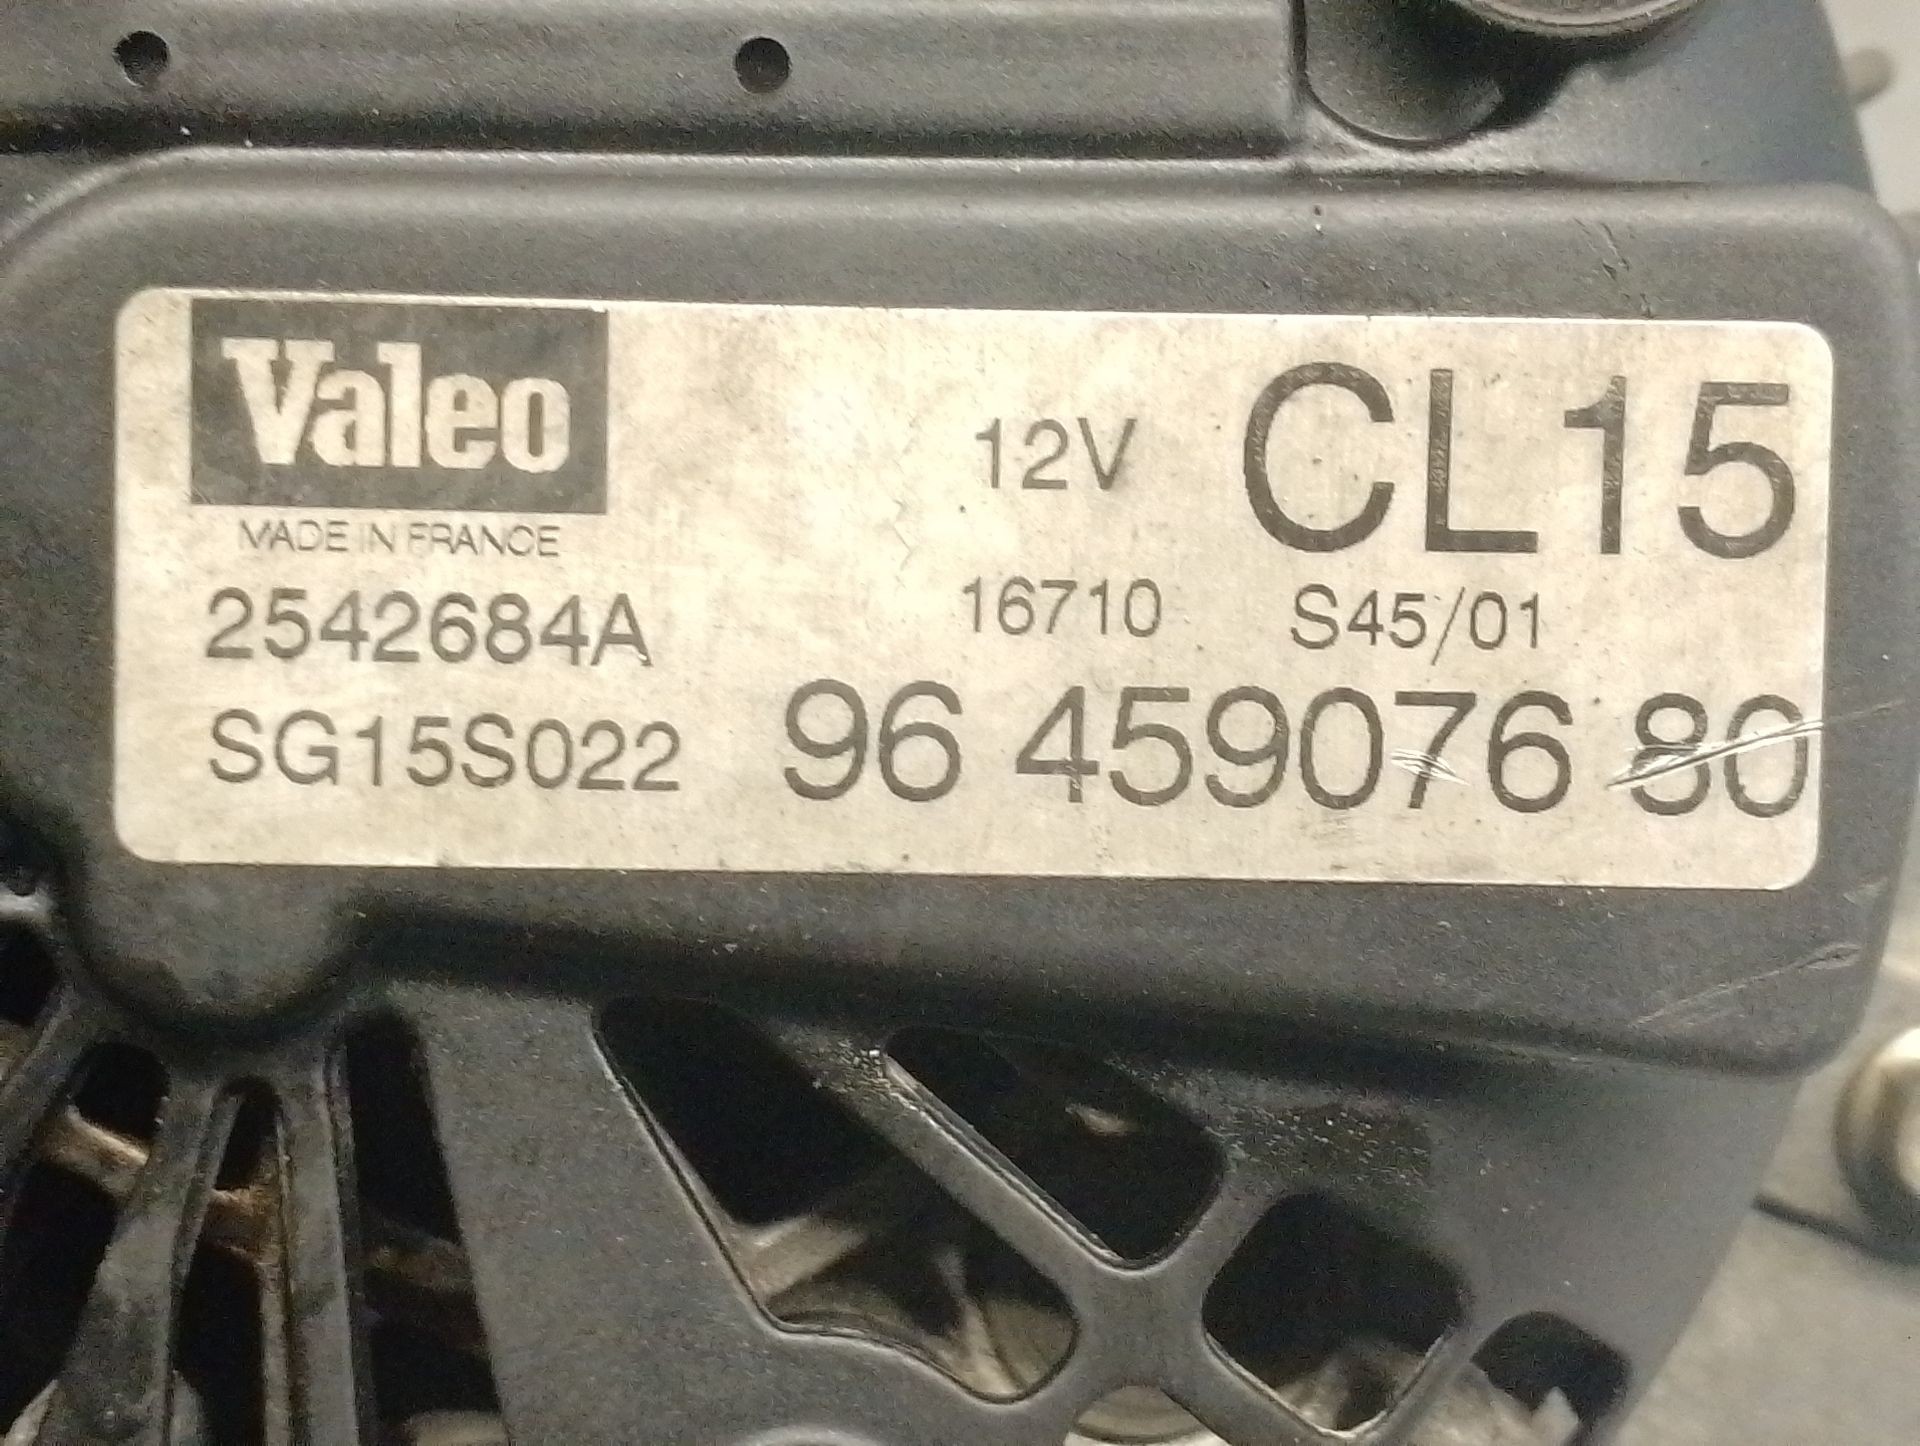 Valeo
MADE IN FRANCE
12V CL15
2542684A 16710 S45/01
SG15S022 96 459076 80